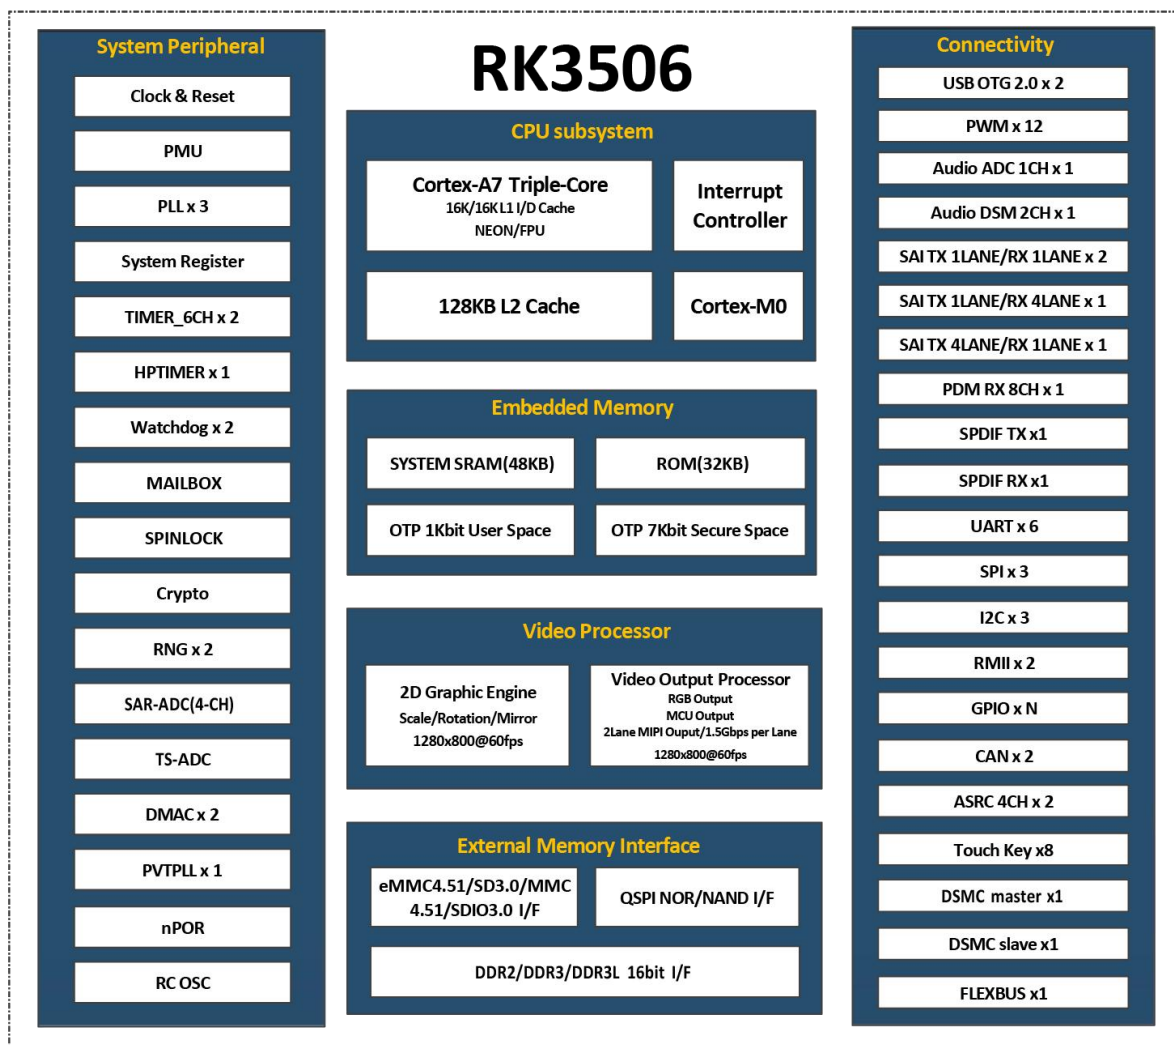 RK3506
System Peripheral
Clock & Reset
PMU
PLL x 3
System Register
TIMER_6CH x 2
HPTIMER x 1
Watchdog x 2
MAILBOX
SPINLOCK
Crypto
RNG x 2
SAR-ADC(4-CH)
TS-ADC
DMAC x 2
PVTPLL x 1
nPOR
RC OSC
CPU subsystem
Cortex-A7 Triple-Core
16K/16K L1 I/D Cache
NEON/FPU
Interrupt
Controller
128KB L2 Cache
Cortex-M0
Embedded Memory
SYSTEM SRAM(48KB)
ROM(32KB)
OTP 1Kbit User Space
OTP 7Kbit Secure Space
Video Processor
2D Graphic Engine
Scale/Rotation/Mirror
1280x800@60fps
Video Output Processor
RGB Output
MCU Output
2Lane MIPI Ouput/1.5Gbps per Lane
1280x800@60fps
External Memory Interface
eMMC4.51/SD3.0/MMC
4.51/SDIO3.0 I/F
QSPI NOR/NAND I/F
DDR2/DDR3/DDR3L 16bit I/F
Connectivity
USB OTG 2.0 x 2
PWM x 12
Audio ADC 1CH x 1
Audio DSM 2CH x 1
SAI TX 1LANE/RX 1LANE x 2
SAI TX 1LANE/RX 4LANE x 1
SAI TX 4LANE/RX 1LANE x 1
PDM RX 8CH x 1
SPDIF TX x1
SPDIF RX x1
UART x 6
SPI x 3
I2C x 3
RMII x 2
GPIO x N
CAN x 2
ASRC 4CH x 2
Touch Key x8
DSMC master x1
DSMC slave x1
FLEXBUS x1